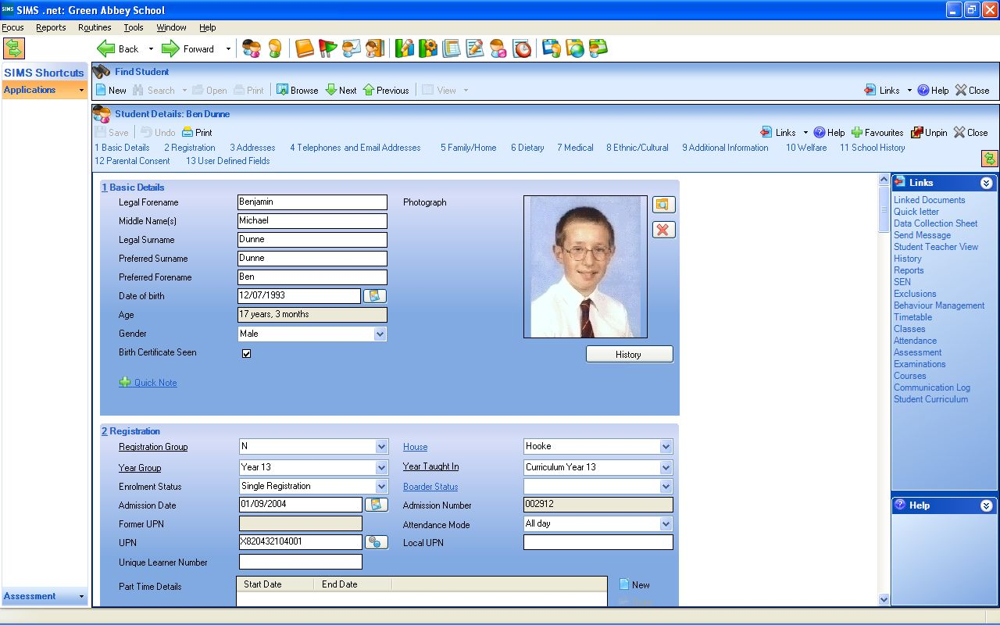 SIMS SIMS .net: Green Abbey School
Focus Reports Routines Tools Window Help
Back Forward
SIMS Shortcuts
Applications
Find Student
New Search Open Print Browse Next Previous View Links Help Close
Student Details: Ben Dunne
Save Undo Print Links Help Favourites Unpin Close
1 Basic Details 2 Registration 3 Addresses 4 Telephones and Email Addresses 5 Family/Home 6 Dietary 7 Medical 8 Ethnic/Cultural 9 Additional Information 10 Welfare 11 School History
12 Parental Consent 13 User Defined Fields
1 Basic Details
Legal Forename Benjamin Photograph
Middle Name(s) Michael
Legal Surname Dunne
Preferred Surname Dunne
Preferred Forename Ben
Date of birth 12/07/1993
Age 17 years, 3 months
Gender Male
Birth Certificate Seen
History
Quick Note
2 Registration
Registration Group N House Hooke
Year Group Year 13 Year Taught In Curriculum Year 13
Enrolment Status Single Registration Boarder Status
Admission Date 01/09/2004 Admission Number 002912
Former UPN Attendance Mode All day
UPN X820432104001 Local UPN
Unique Learner Number
Part Time Details Start Date End Date New
Links
Linked Documents
Quick letter
Data Collection Sheet
Send Message
Student Teacher View
History
Reports
SEN
Exclusions
Behaviour Management
Timetable
Classes
Attendance
Assessment
Examinations
Courses
Communication Log
Student Curriculum
Help
Assessment